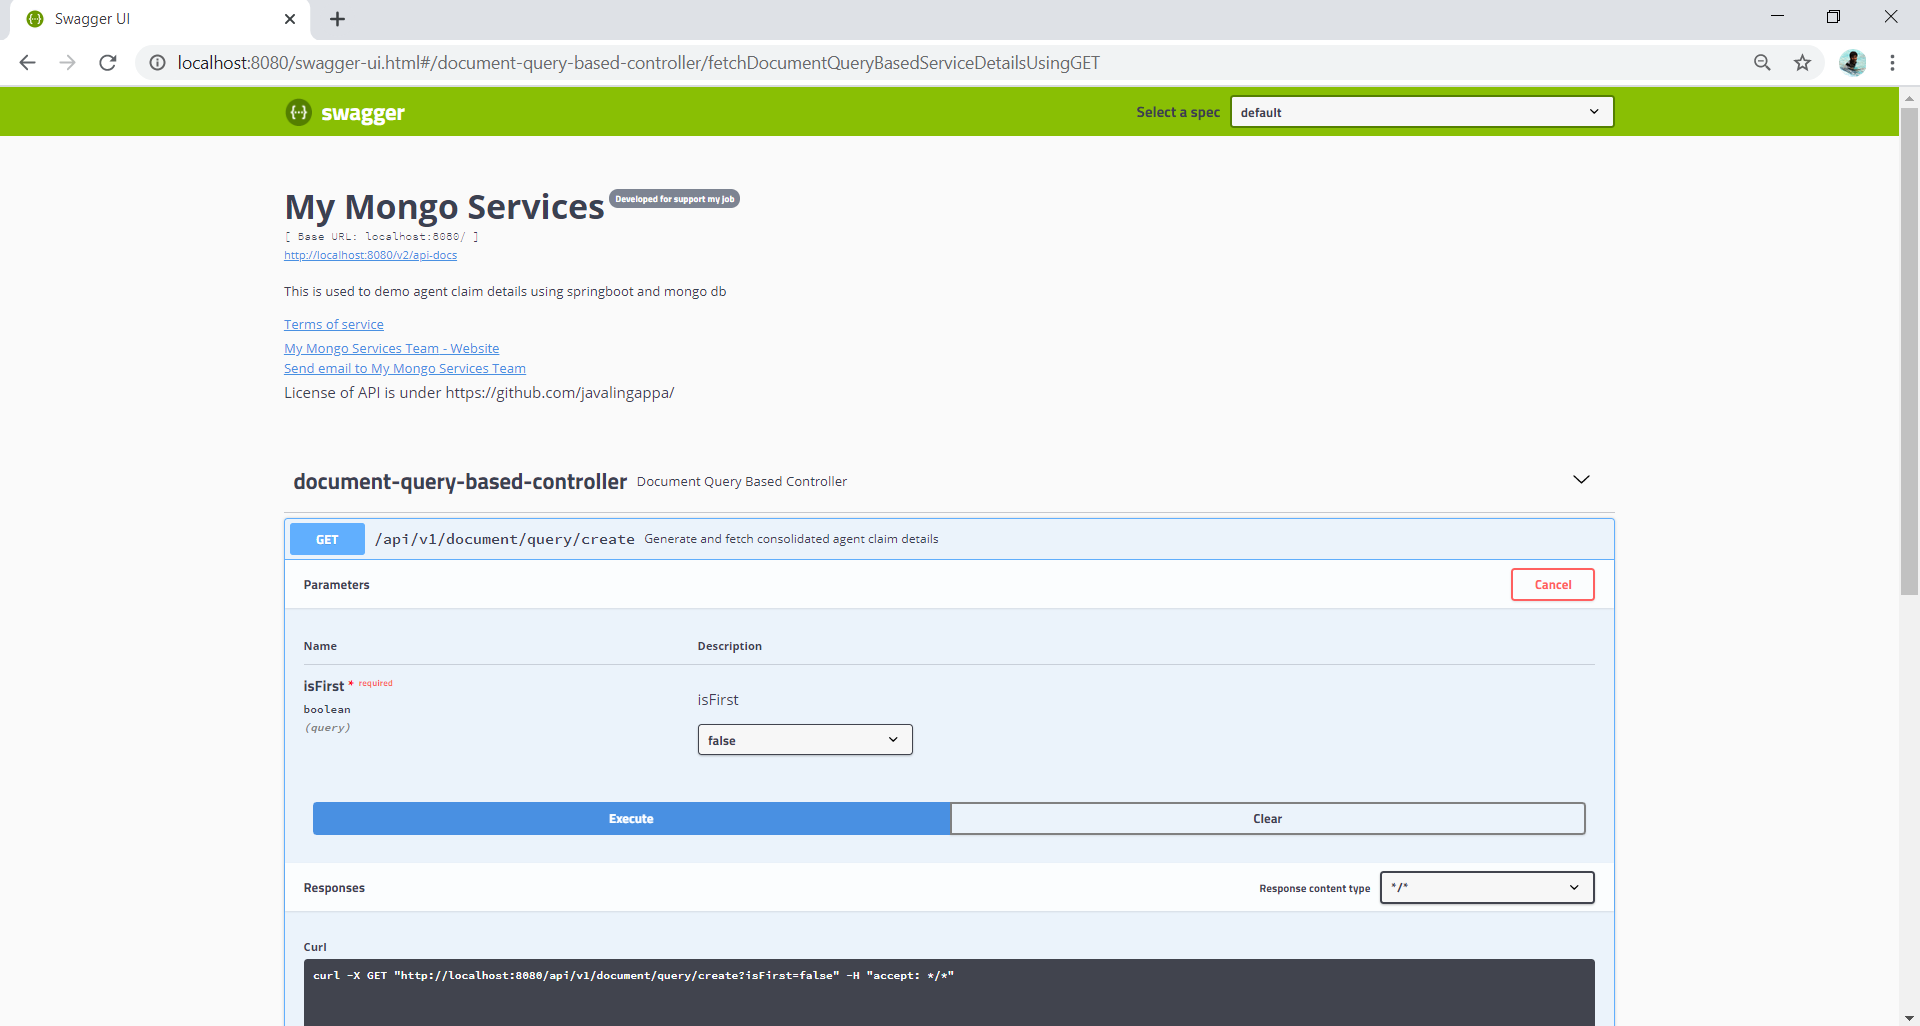 Swagger UI
localhost:8080/swagger-ui.html#/document-query-based-controller/fetchDocumentQueryBasedServiceDetailsUsingGET
swagger
Select a spec default
My Mongo Services Developed for support my Job
[ Base URL: localhost:8080/ ]
http://localhost:8080/v2/api-docs
This is used to demo agent claim details using springboot and mongo db
Terms of service
My Mongo Services Team - Website
Send email to My Mongo Services Team
License of API is under https://github.com/javalingappa/
document-query-based-controller Document Query Based Controller
GET /api/v1/document/query/create Generate and fetch consolidated agent claim details
Parameters Cancel
Name Description
isFirst * required
isFirst
boolean
(query)
false
Execute Clear
Responses Response content type */*
Curl
curl -X GET "http://localhost:8080/api/v1/document/query/create?isFirst=false" -H "accept: */*"